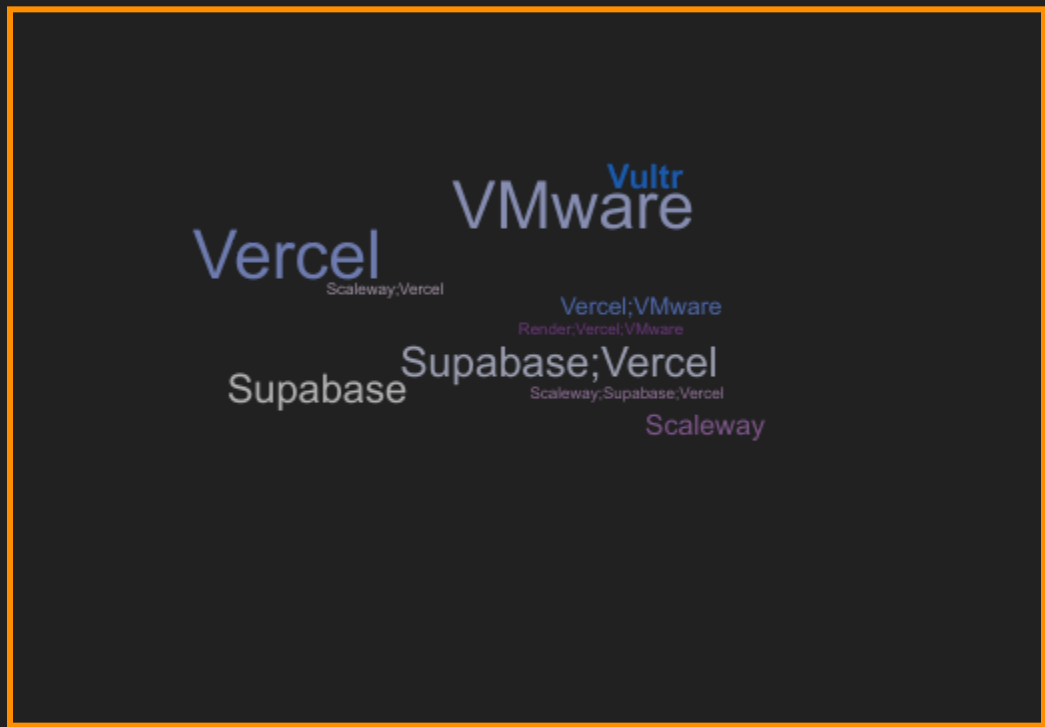 Vultr
VMware
Vercel
Scaleway;Vercel
Vercel;VMware
Render;Vercel;VMware
Supabase;Vercel
Supabase
Scaleway;Supabase;Vercel
Scaleway